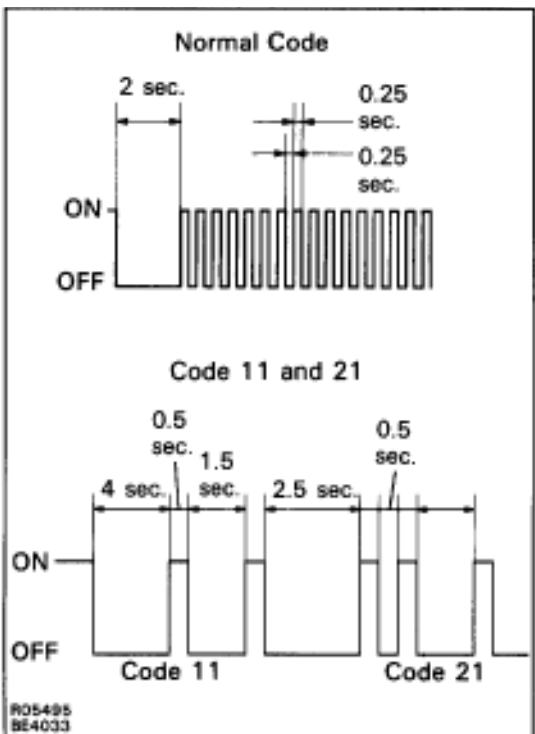 Normal Code
2 sec.
0.25
sec.
0.25
sec.
ON
OFF
Code 11 and 21
0.5
sec.
1.5
sec.
0.5
sec.
4 sec.
2.5 sec.
ON
OFF
Code 11
Code 21
R05495
BE4033